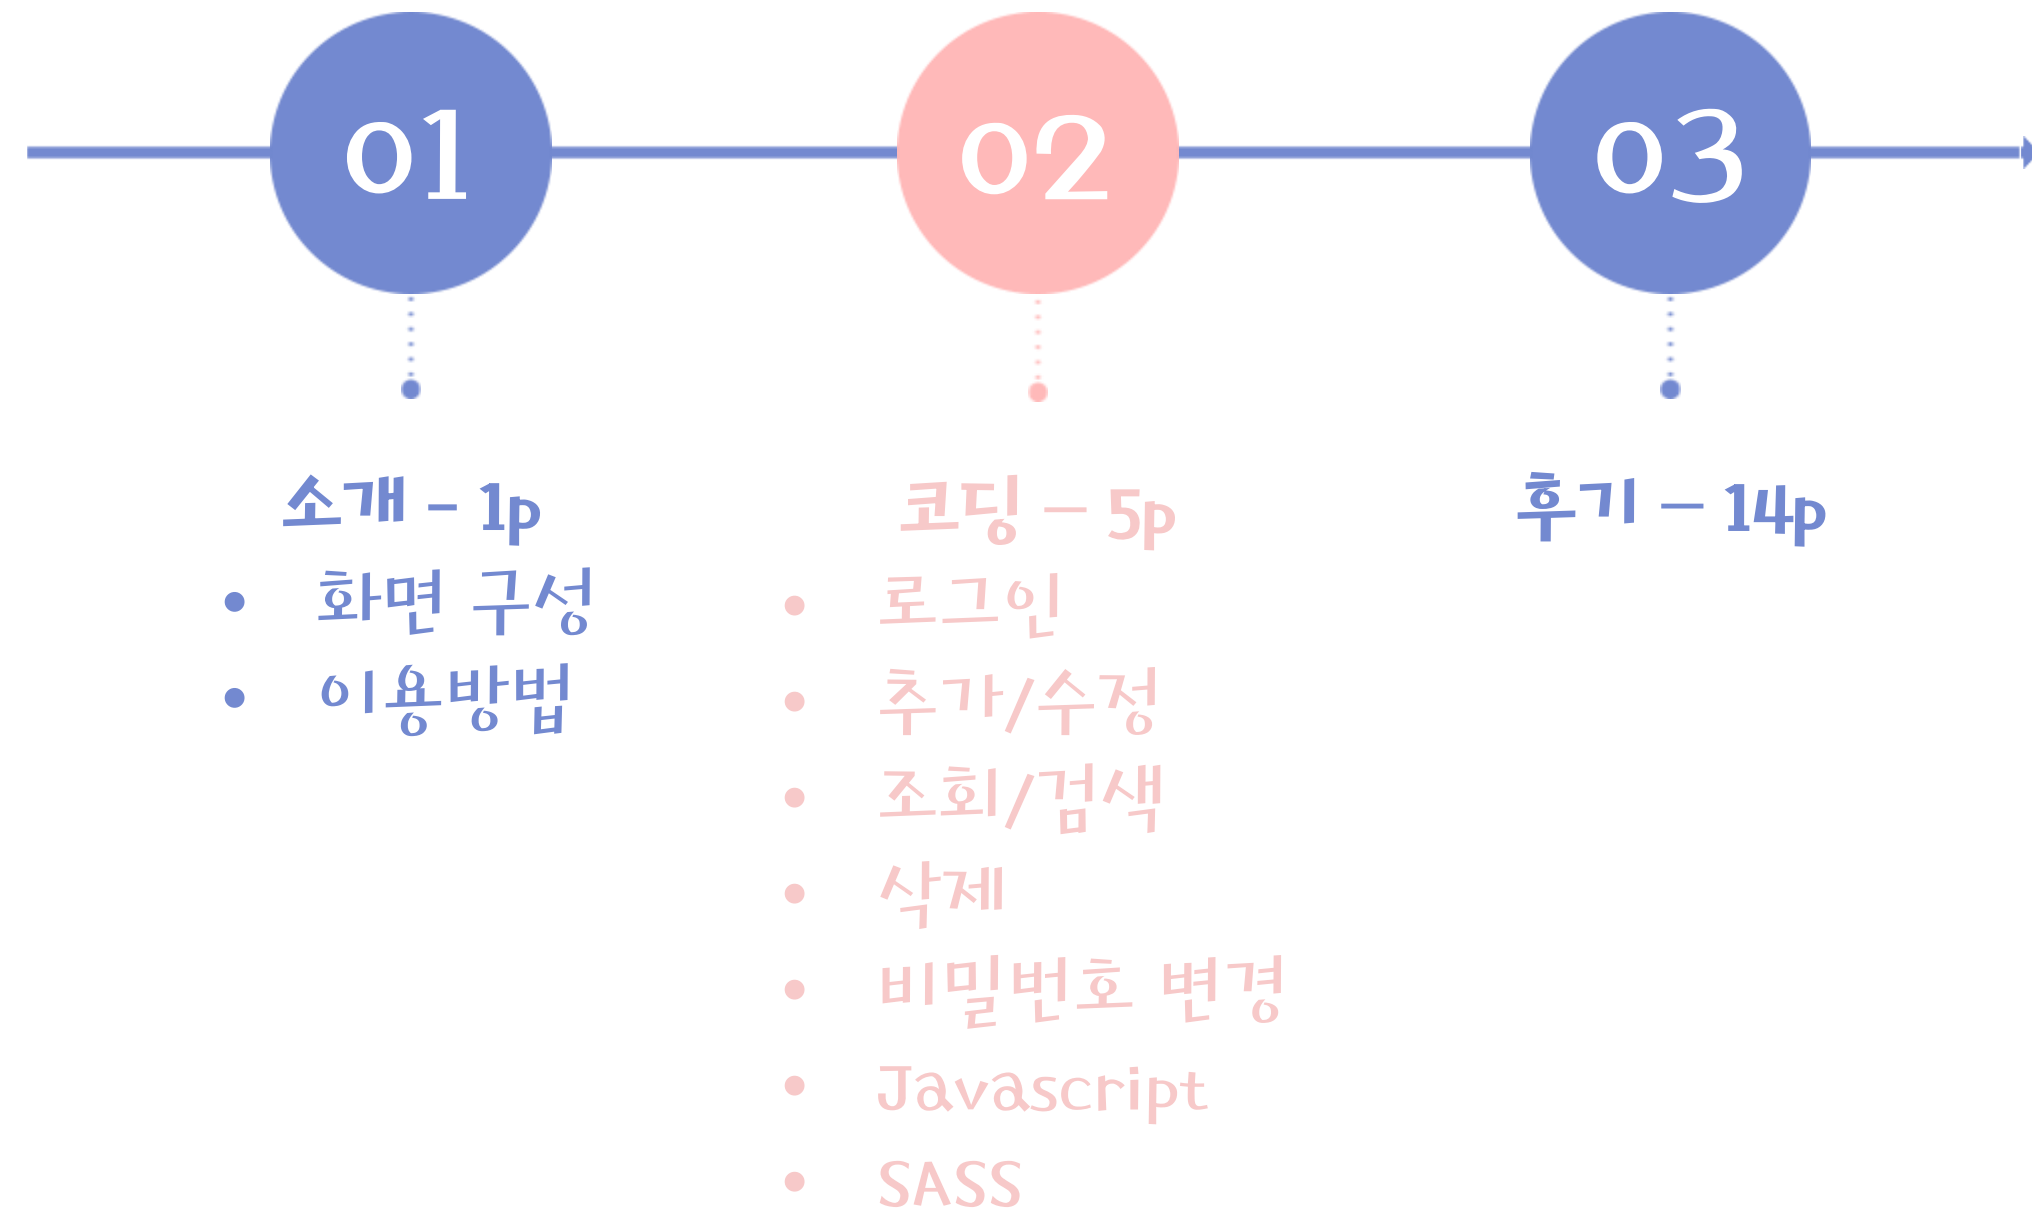 01
02
03
소개 - 1p
• 화면 구성
• 이용방법
코딩 - 5p
• 로그인
• 추가/수정
• 조회/검색
• 삭제
• 비밀번호 변경
• Javascript
• SASS
후기 - 14p